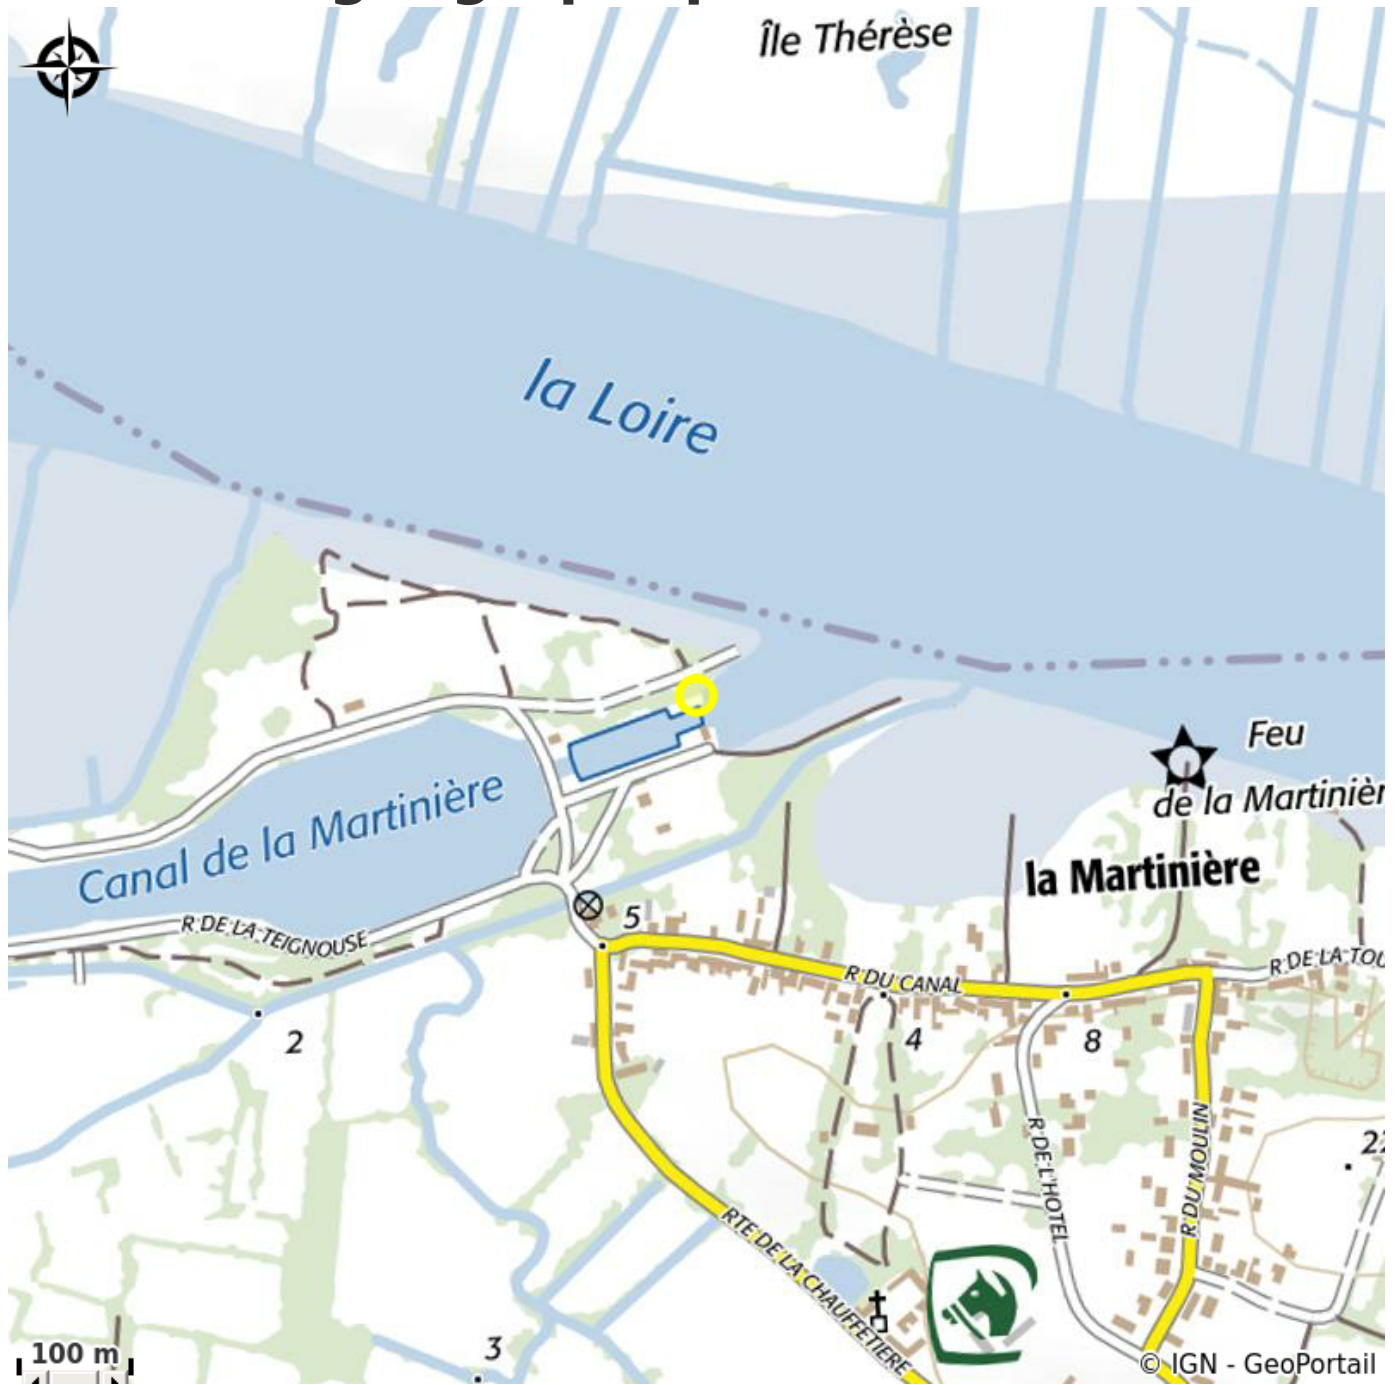 Île Thérèse
la Loire
Feu
de la Martinièr
Canal de la Martinière
la Martinière
R DE LA TEIGNOUSE
5
R DU CANAL
R DE LA TOU
2
4
8
R DE L'HOTEL
R DU MOULIN
22
RTE DE LA CHAUFFETIERE
3
100 m
© IGN - GeoPortail